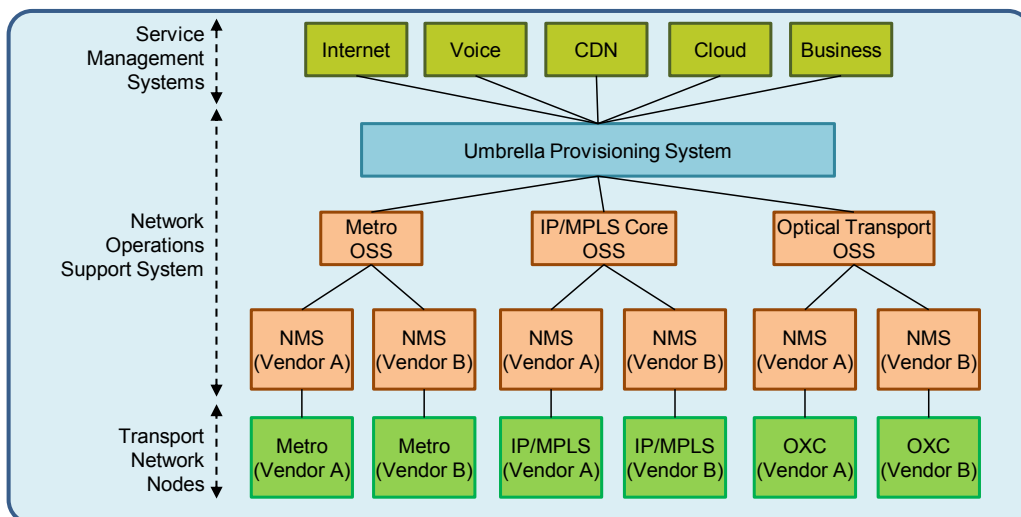 Service
Management
Systems
Internet
Voice
CDN
Cloud
Business
Network
Operations
Support System
Umbrella Provisioning System
Metro
OSS
IP/MPLS Core
OSS
Optical Transport
OSS
NMS
(Vendor A)
NMS
(Vendor B)
NMS
(Vendor A)
NMS
(Vendor B)
NMS
(Vendor A)
NMS
(Vendor B)
Transport
Network
Nodes
Metro
(Vendor A)
Metro
(Vendor B)
IP/MPLS
(Vendor A)
IP/MPLS
(Vendor B)
OXC
(Vendor A)
OXC
(Vendor B)